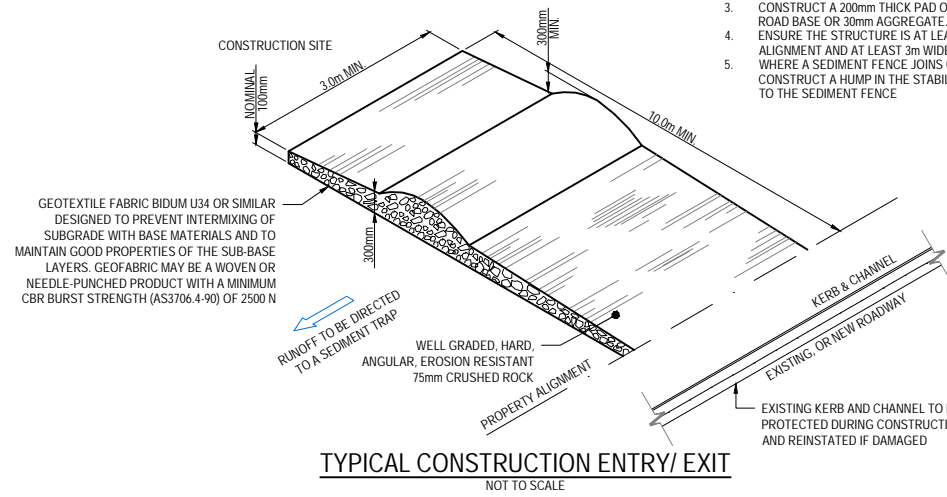 3. CONSTRUCT A 200mm THICK PAD O
ROAD BASE OR 30mm AGGREGATE.
4. ENSURE THE STRUCTURE IS AT LEA
ALIGNMENT AND AT LEAST 3m WIDE
5. WHERE A SEDIMENT FENCE JOINS
CONSTRUCT A HUMP IN THE STABIL
TO THE SEDIMENT FENCE
CONSTRUCTION SITE
NOMINAL
100mm
3.0m MIN.
300mm
MIN.
10.0m MIN.
GEOTEXTILE FABRIC BIDUM U34 OR SIMILAR
DESIGNED TO PREVENT INTERMIXING OF
SUBGRADE WITH BASE MATERIALS AND TO
MAINTAIN GOOD PROPERTIES OF THE SUB-BASE
LAYERS. GEOFABRIC MAY BE A WOVEN OR
NEEDLE-PUNCHED PRODUCT WITH A MINIMUM
CBR BURST STRENGTH (AS3706.4-90) OF 2500 N
300mm
RUNOFF TO BE DIRECTED
TO A SEDIMENT TRAP
WELL GRADED, HARD,
ANGULAR, EROSION RESISTANT
75mm CRUSHED ROCK
PROPERTY ALIGNMENT
KERB & CHANNEL
EXISTING, OR NEW ROADWAY
EXISTING KERB AND CHANNEL TO
PROTECTED DURING CONSTRUCTI
AND REINSTATED IF DAMAGED
TYPICAL CONSTRUCTION ENTRY/ EXIT
NOT TO SCALE